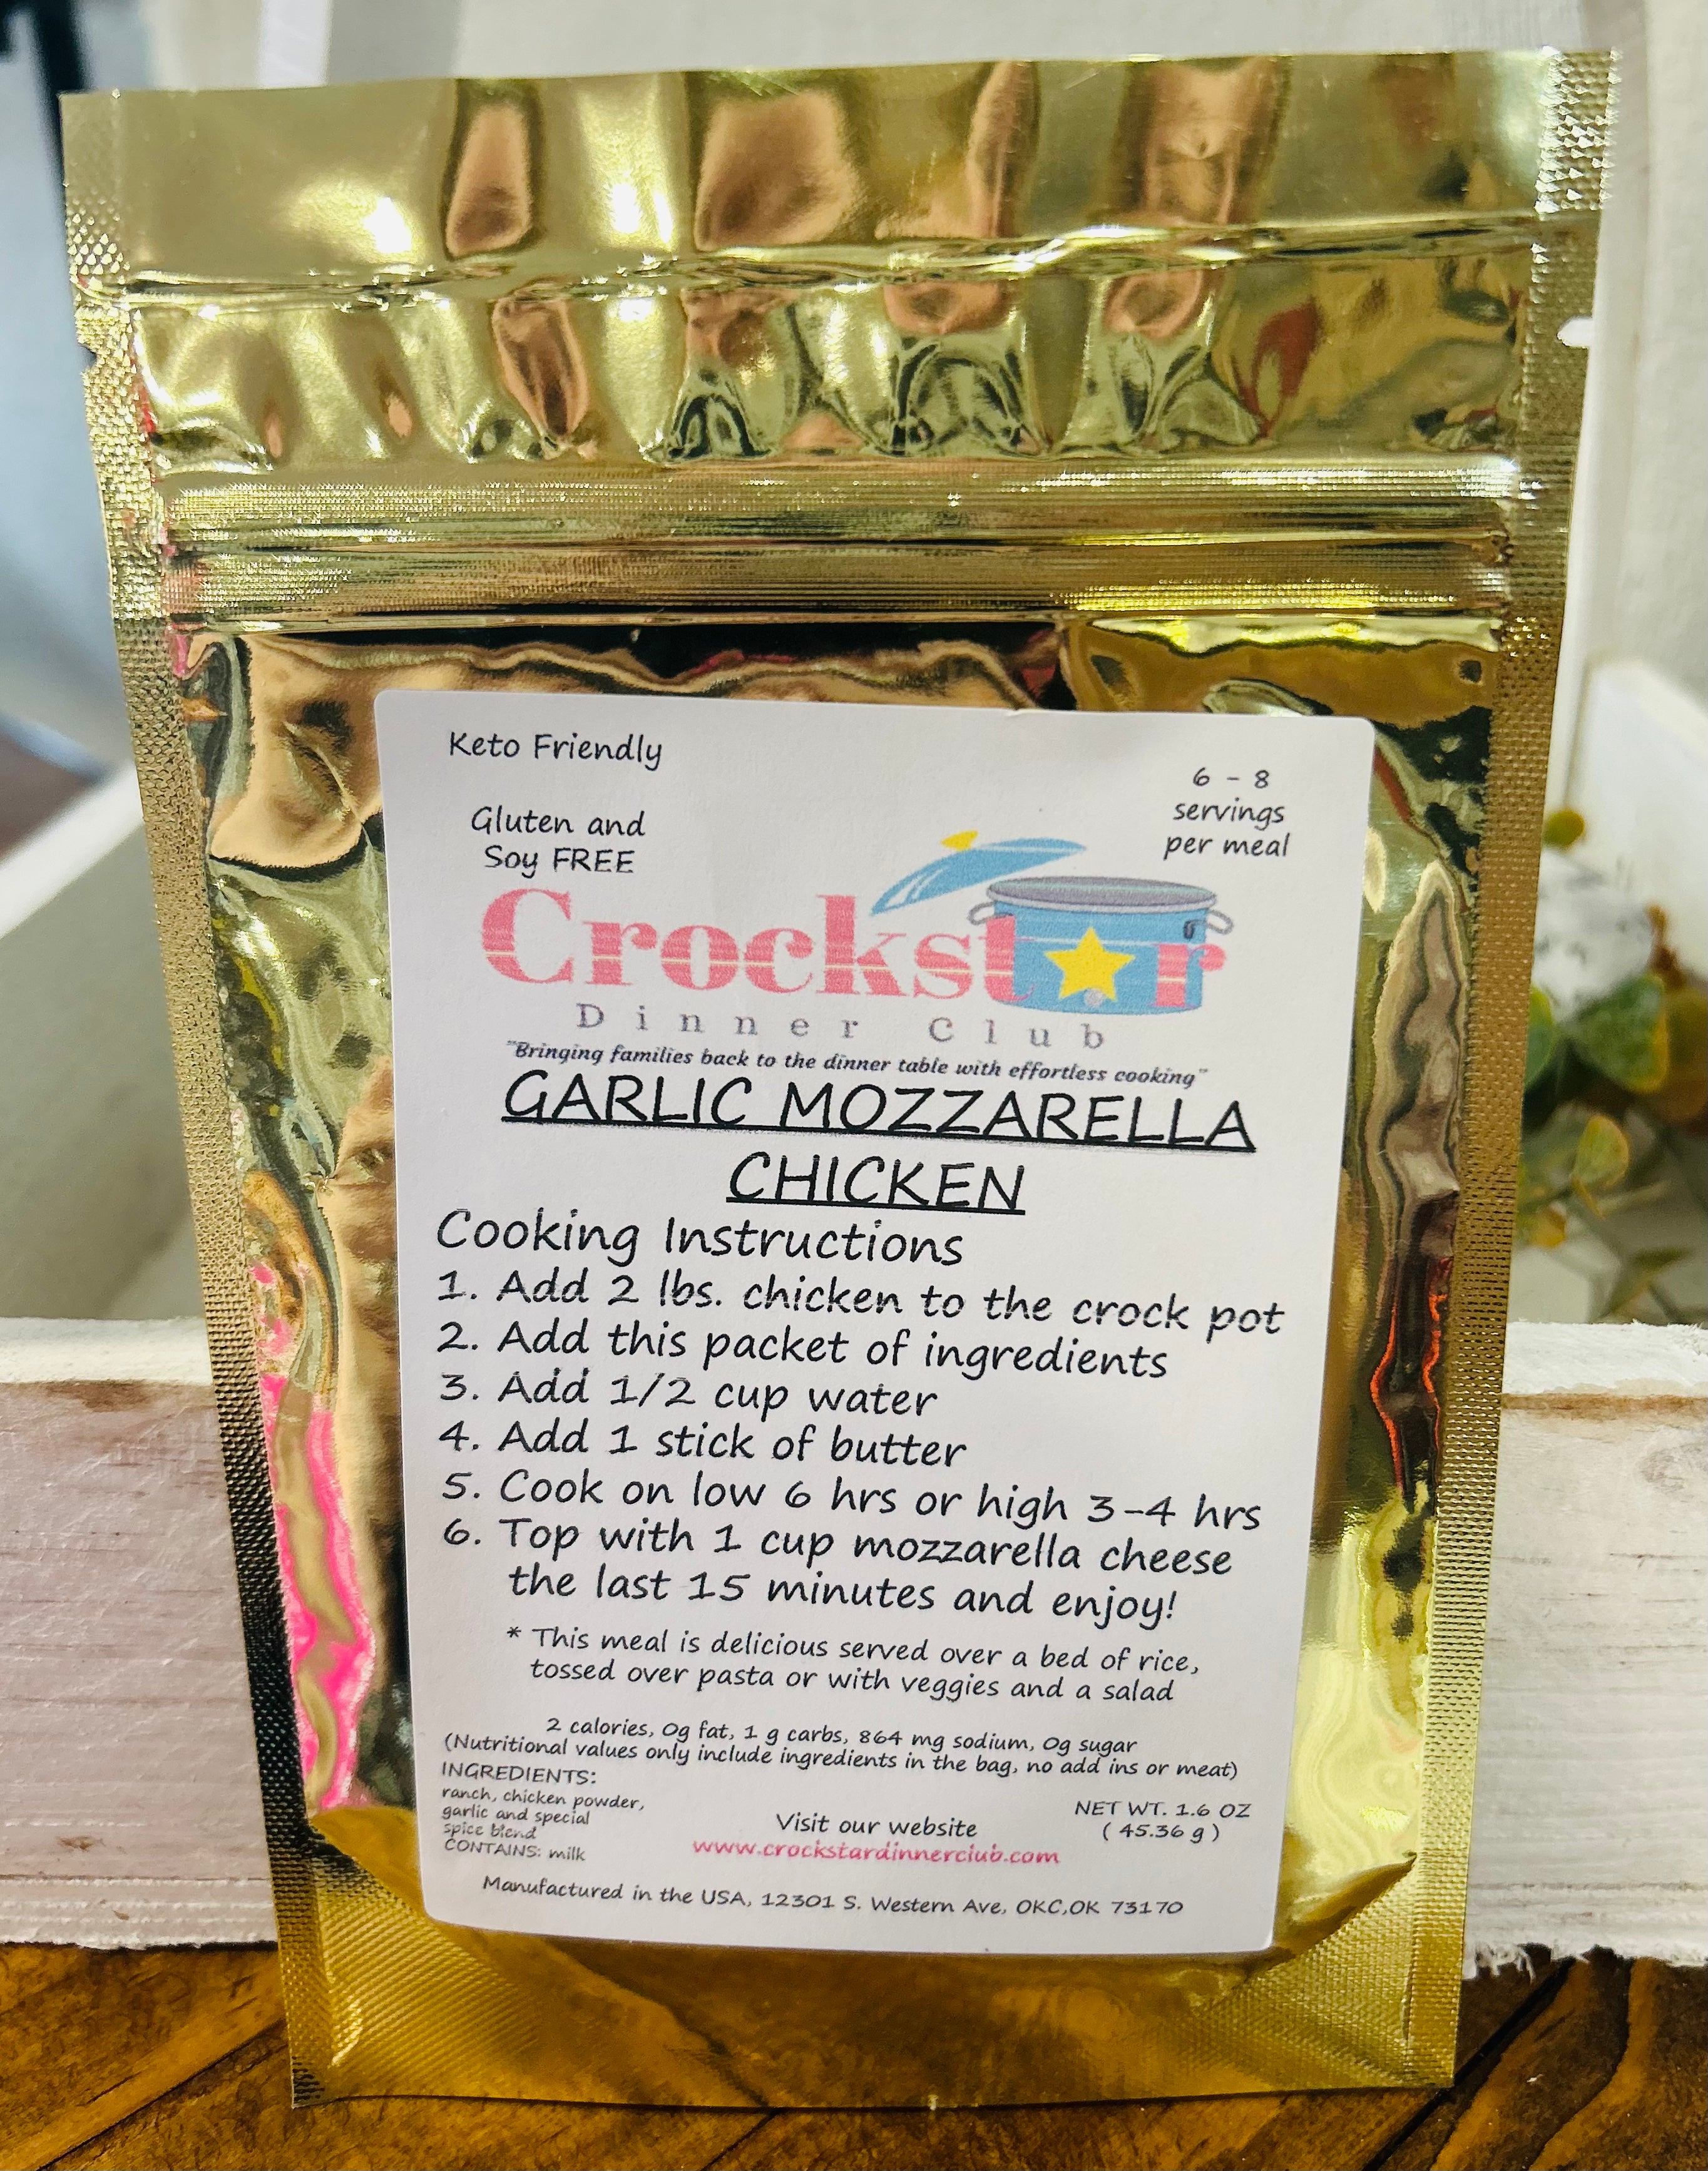 Keto Friendly
Gluten and
Soy FREE
6 - 8
servings
per meal
Crockstar
Dinner Club
"Bringing families back to the dinner table with effortless cooking"
GARLIC MOZZARELLA
CHICKEN
Cooking Instructions
1. Add 2 lbs. chicken to the crock pot
2. Add this packet of ingredients
3. Add 1/2 cup water
4. Add 1 stick of butter
5. Cook on low 6 hrs or high 3-4 hrs
6. Top with 1 cup mozzarella cheese
the last 15 minutes and enjoy!
* This meal is delicious served over a bed of rice,
tossed over pasta or with veggies and a salad
2 calories, 0g fat, 1 g carbs, 864 mg sodium, 0g sugar
(Nutritional values only include ingredients in the bag, no add ins or meat)
INGREDIENTS:
ranch, chicken powder,
garlic and special
spice blend
CONTAINS: milk
Visit our website
www.crockstardinnerclub.com
NET WT. 1.6 OZ
( 45.36 g )
Manufactured in the USA, 12301 S. Western Ave, OKC,OK 73170